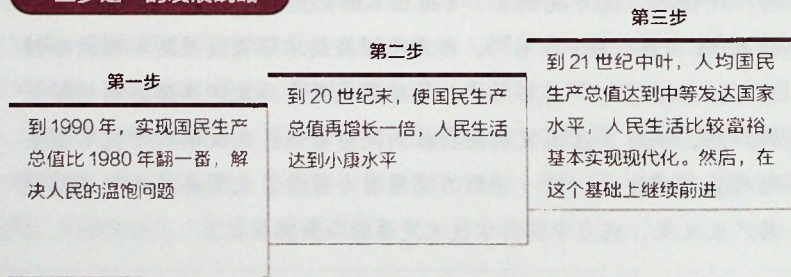 第一步
到1990年，实现国民生产
总值比1980年翻一番，解
决人民的温饱问题
第二步
到20世纪末，使国民生产
总值再增长一倍，人民生活
达到小康水平
第三步
到21世纪中叶，人均国民
生产总值达到中等发达国家
水平，人民生活比较富裕，
基本实现现代化。然后，在
这个基础上继续前进